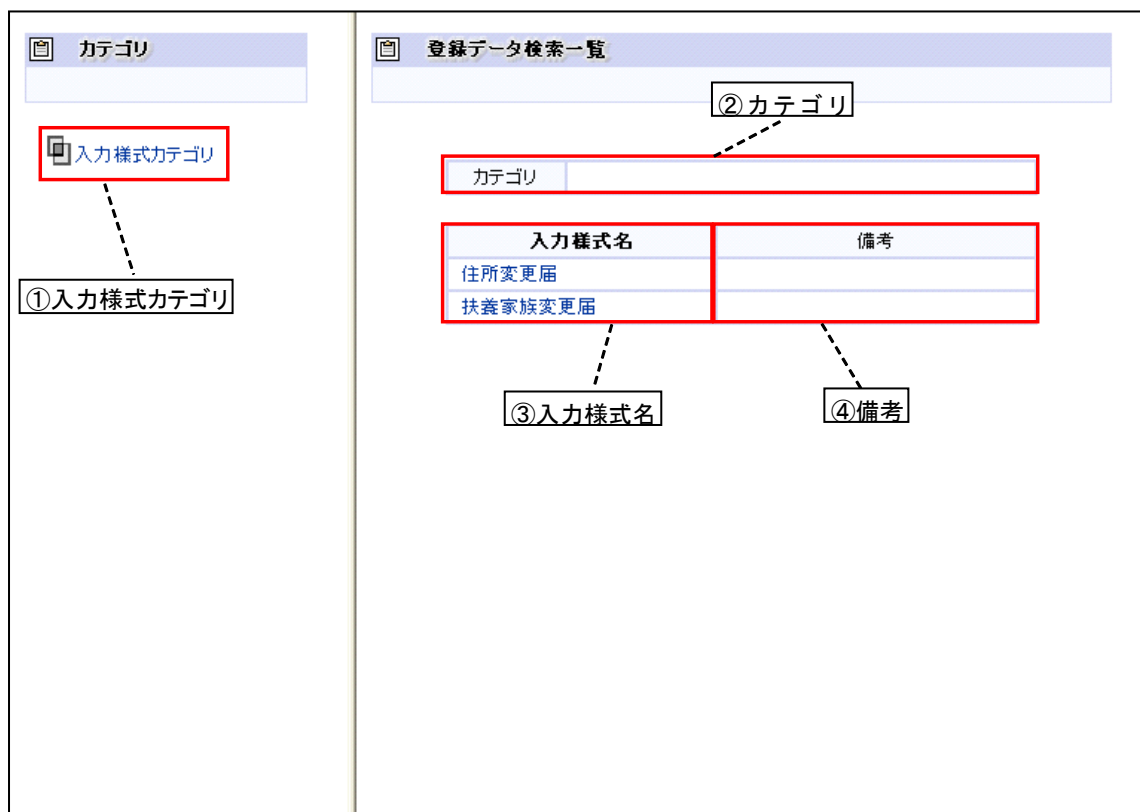 カテゴリ
入力様式カテゴリ
①入力様式カテゴリ
登録データ検索一覧
②カテゴリ
カテゴリ
入力様式名 備考
住所変更届
扶養家族変更届
③入力様式名
④備考